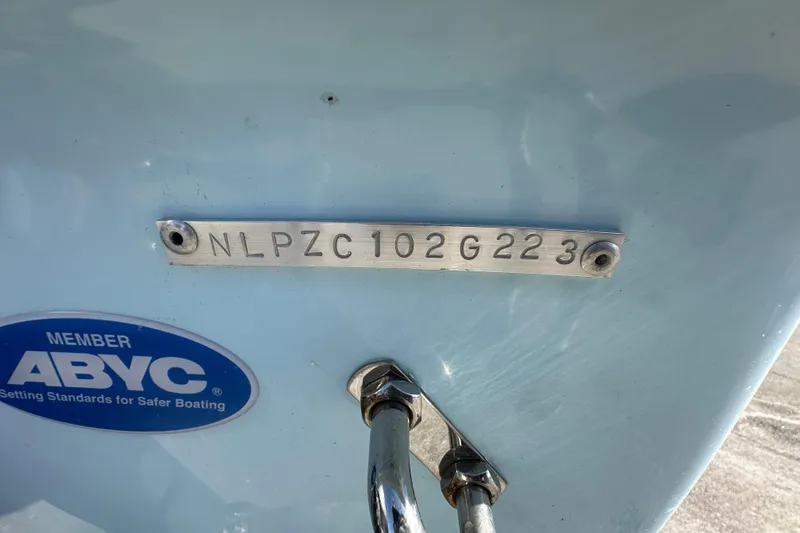 NLPZC102G223
MEMBER
ABYC®
Setting Standards for Safer Boating